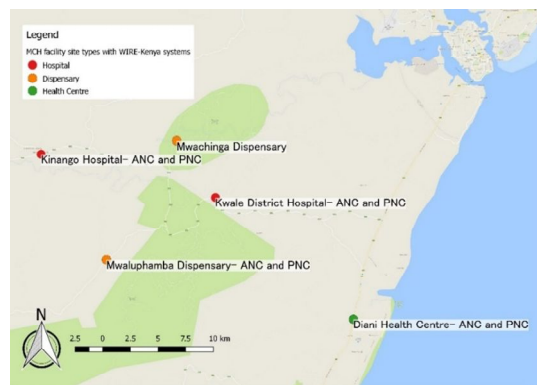 Legend
MCH facility site types with WIRE-Kenya systems
Hospital
Dispensary
Health Centre
Mwachinga Dispensary
Kinango Hospital- ANC and PNC
Kwale District Hospital- ANC and PNC
Mwaluphamba Dispensary- ANC and PNC
Diani Health Centre- ANC and PNC
N
2.5 0 2.5 5 7.5 10 km